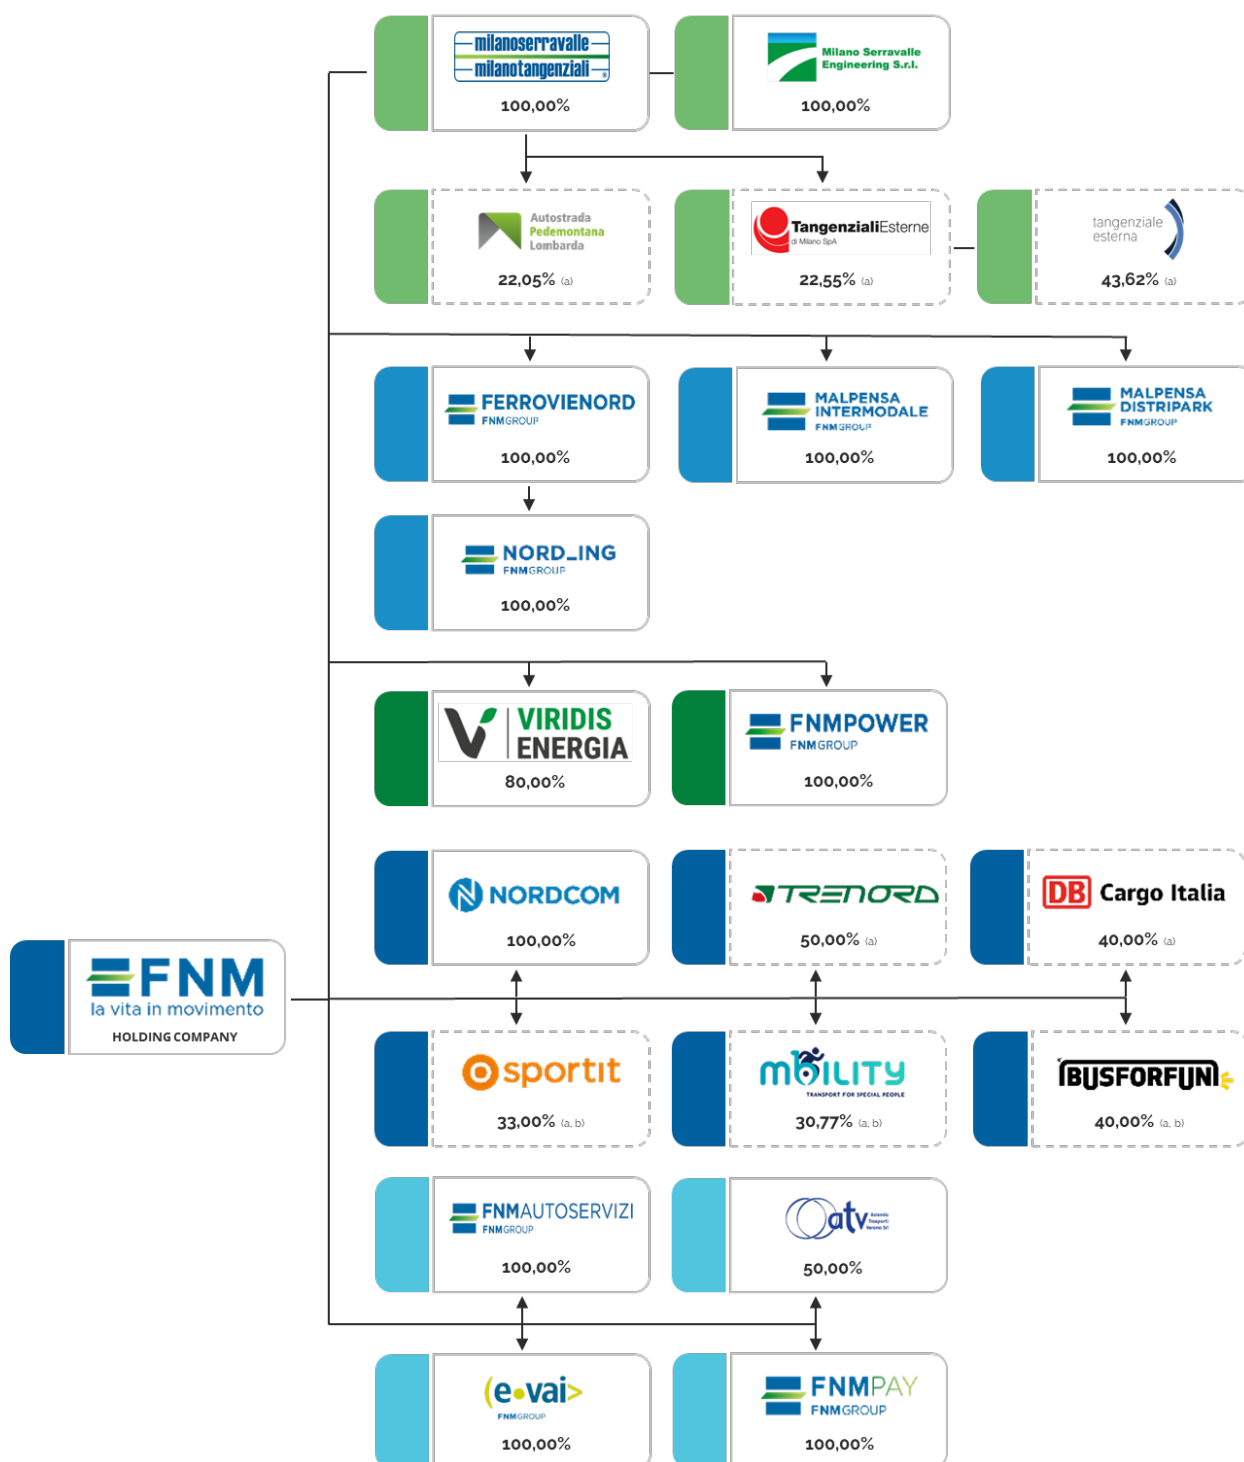 milanoserravalle
milanotangenziali ®
100,00%
Milano Serravalle
Engineering S.r.l.
100,00%
Autostrada
Pedemontana
Lombarda
22,05% (a)
TangenzialiEsterne
di Milano SpA
22,55% (a)
tangenziale
esterna
43,62% (a)
FERROVIENORD
FNMGROUP
100,00%
MALPENSA
INTERMODALE
FNMGROUP
100,00%
MALPENSA
DISTRIPARK
FNMGROUP
100,00%
NORD_ING
FNMGROUP
100,00%
VIRIDIS
ENERGIA
80,00%
FNMPOWER
FNMGROUP
100,00%
NORDCOM
100,00%
TRENORD
50,00% (a)
DB Cargo Italia
40,00% (a)
FNM
la vita in movimento
HOLDING COMPANY
sportit
33,00% (a, b)
mbility
TRANSPORT FOR SPECIAL PEOPLE
30,77% (a, b)
BUSFORFUN
40,00% (a, b)
FNMAUTOSERVIZI
FNMGROUP
100,00%
atv
Azienda
Trasporti
Verona Srl
50,00%
e•vai
FNMGROUP
100,00%
FNMPAY
FNMGROUP
100,00%